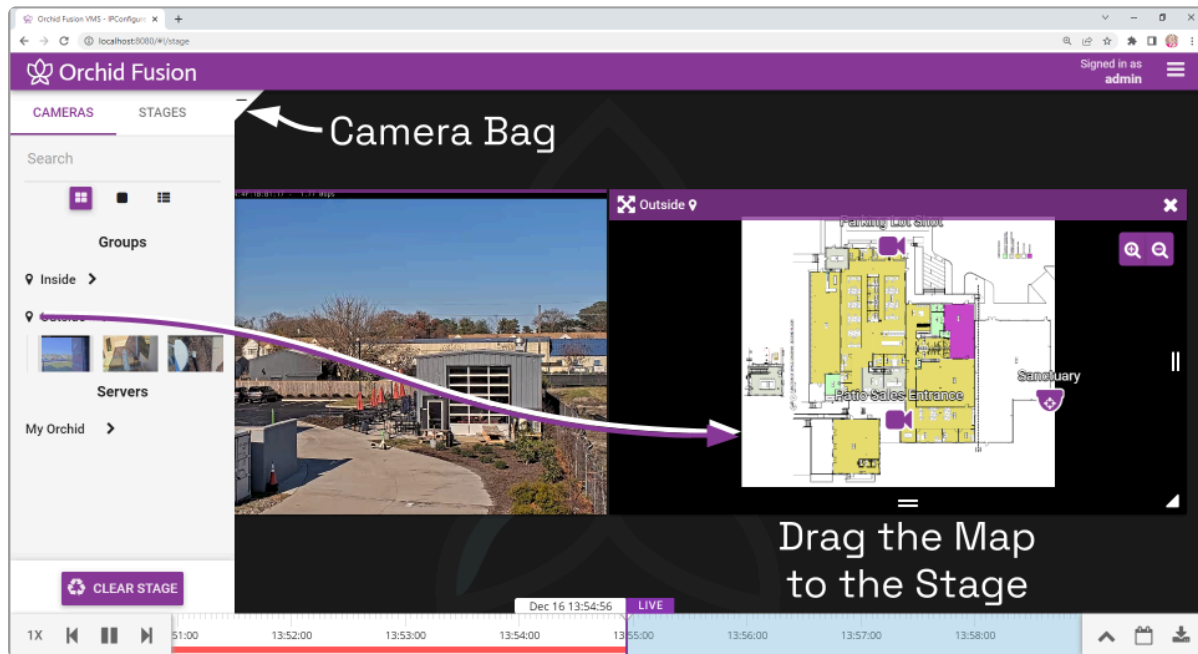 Orchid Fusion VMS - IPConfigure
localhost:8080/#!/stage
Orchid Fusion
Signed in as
admin
CAMERAS STAGES
Camera Bag
Search
Groups
Inside
Outside
Servers
My Orchid
CLEAR STAGE
Outside
Parking Lot Shot
Sanctuary
Patio Sales Entrance
Drag the Map
to the Stage
Dec 16 13:54:56 LIVE
1X 51:00 13:52:00 13:53:00 13:54:00 55:00 13:56:00 13:57:00 13:58:00